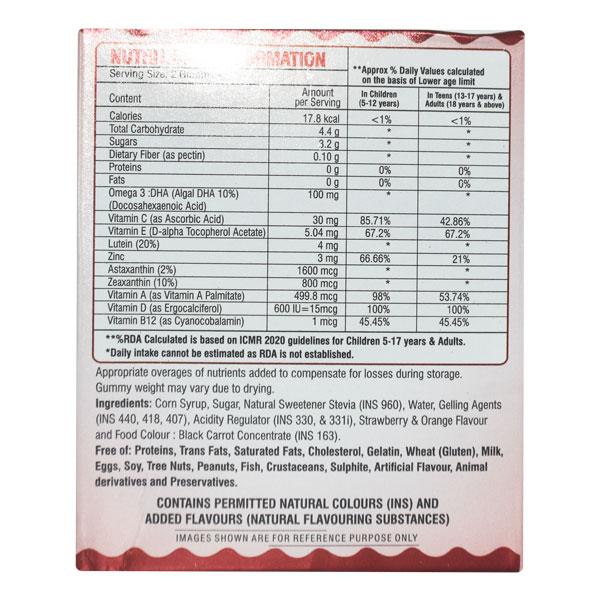 NUTRI MATION
Serving Size: 2 Gummies
**Approx % Daily Values calculated
on the basis of Lower age limit
Content Amount per Serving In Children (5-12 years) In Teens (13-17 years) & Adults (18 years & above)
Calories 17.8 kcal <1% <1%
Total Carbohydrate 4.4 g * *
Sugars 3.2 g * *
Dietary Fiber (as pectin) 0.10 g * *
Proteins 0 g 0% 0%
Fats 0 g 0% 0%
Omega 3 :DHA (Algal DHA 10%) 100 mg * *
(Docosahexaenoic Acid)
Vitamin C (as Ascorbic Acid) 30 mg 85.71% 42.86%
Vitamin E (D-alpha Tocopherol Acetate) 5.04 mg 67.2% 67.2%
Lutein (20%) 4 mg * *
Zinc 3 mg 66.66% 21%
Astaxanthin (2%) 1600 mcg * *
Zeaxanthin (10%) 800 mcg * *
Vitamin A (as Vitamin A Palmitate) 499.8 mcg 98% 53.74%
Vitamin D (as Ergocalciferol) 600 IU=15mcg 100% 100%
Vitamin B12 (as Cyanocobalamin) 1 mcg 45.45% 45.45%
**%RDA Calculated is based on ICMR 2020 guidelines for Children 5-17 years & Adults.
*Daily intake cannot be estimated as RDA is not established.
Appropriate overages of nutrients added to compensate for losses during storage.
Gummy weight may vary due to drying.
Ingredients: Corn Syrup, Sugar, Natural Sweetener Stevia (INS 960), Water, Gelling Agents
(INS 440, 418, 407), Acidity Regulator (INS 330, & 331i), Strawberry & Orange Flavour
and Food Colour : Black Carrot Concentrate (INS 163).
Free of: Proteins, Trans Fats, Saturated Fats, Cholesterol, Gelatin, Wheat (Gluten), Milk,
Eggs, Soy, Tree Nuts, Peanuts, Fish, Crustaceans, Sulphite, Artificial Flavour, Animal
derivatives and Preservatives.
CONTAINS PERMITTED NATURAL COLOURS (INS) AND
ADDED FLAVOURS (NATURAL FLAVOURING SUBSTANCES)
IMAGES SHOWN ARE FOR REFERENCE PURPOSE ONLY